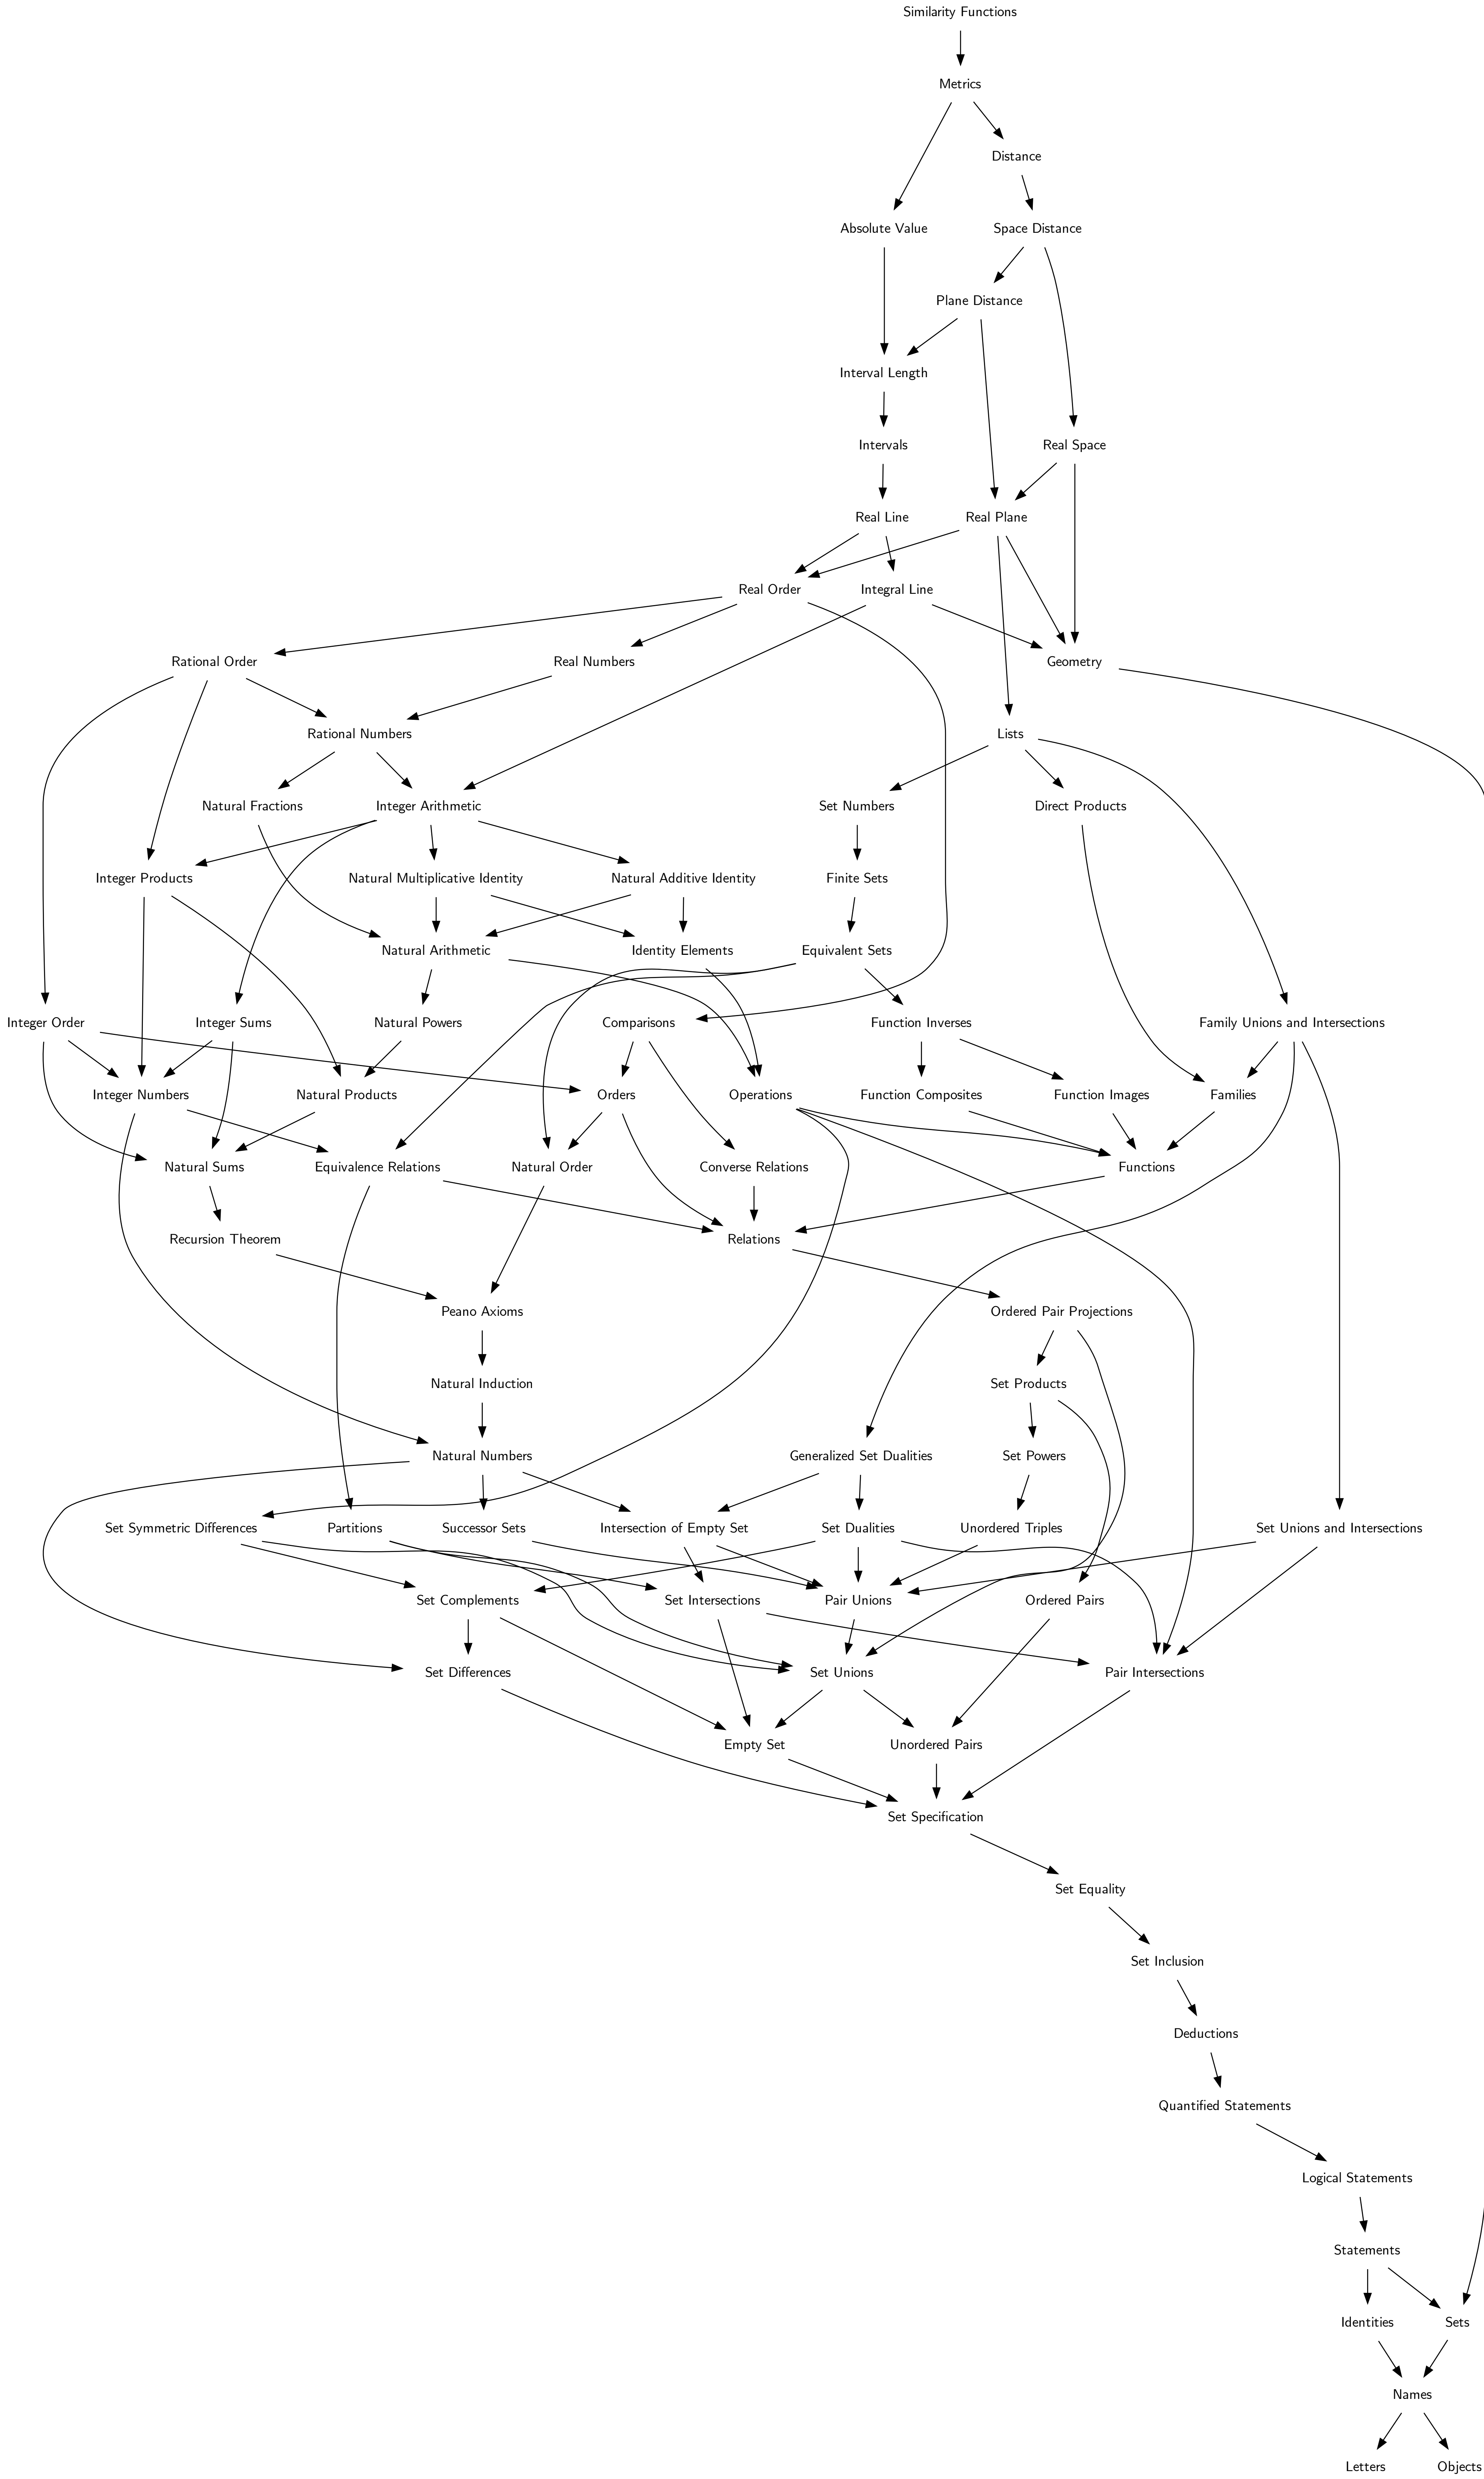 Similarity Functions
Metrics
Distance
Absolute Value
Space Distance
Plane Distance
Interval Length
Intervals
Real Space
Real Line
Real Plane
Real Order
Integral Line
Rational Order
Real Numbers
Geometry
Rational Numbers
Lists
Natural Fractions
Integer Arithmetic
Set Numbers
Direct Products
Integer Products
Natural Multiplicative Identity
Natural Additive Identity
Finite Sets
Natural Arithmetic
Identity Elements
Equivalent Sets
Integer Order
Integer Sums
Natural Powers
Comparisons
Function Inverses
Family Unions and Intersections
Integer Numbers
Natural Products
Orders
Operations
Function Composites
Function Images
Families
Natural Sums
Equivalence Relations
Natural Order
Converse Relations
Functions
Recursion Theorem
Relations
Peano Axioms
Ordered Pair Projections
Natural Induction
Set Products
Natural Numbers
Generalized Set Dualities
Set Powers
Set Symmetric Differences
Partitions
Successor Sets
Intersection of Empty Set
Set Dualities
Unordered Triples
Set Unions and Intersections
Set Complements
Set Intersections
Pair Unions
Ordered Pairs
Set Differences
Set Unions
Pair Intersections
Empty Set
Unordered Pairs
Set Specification
Set Equality
Set Inclusion
Deductions
Quantified Statements
Logical Statements
Statements
Identities
Sets
Names
Letters
Objects